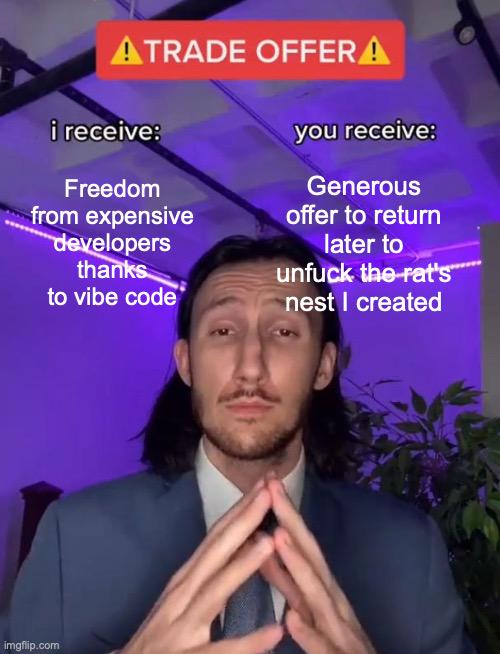 ⚠️TRADE OFFER⚠️
i receive:
you receive:
Freedom
from expensive
developers
thanks
to vibe code
Generous
offer to return
later to
unfuck the rat's
nest I created
imgflip.com